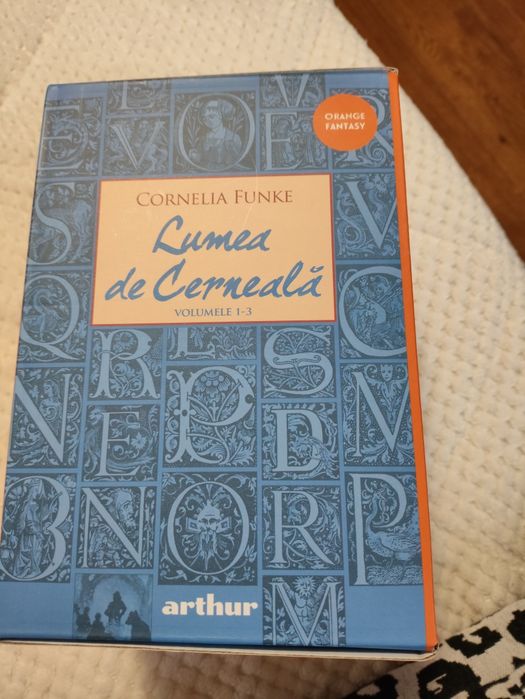 ORANGE
FANTASY
CORNELIA FUNKE
Lumea
de Cerneală
VOLUMELE 1-3
arthur